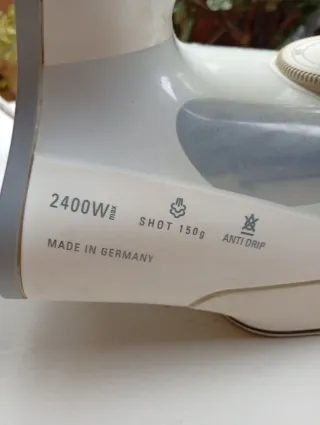 2400W max
SHOT 150g
ANTI DRIP
MADE IN GERMANY